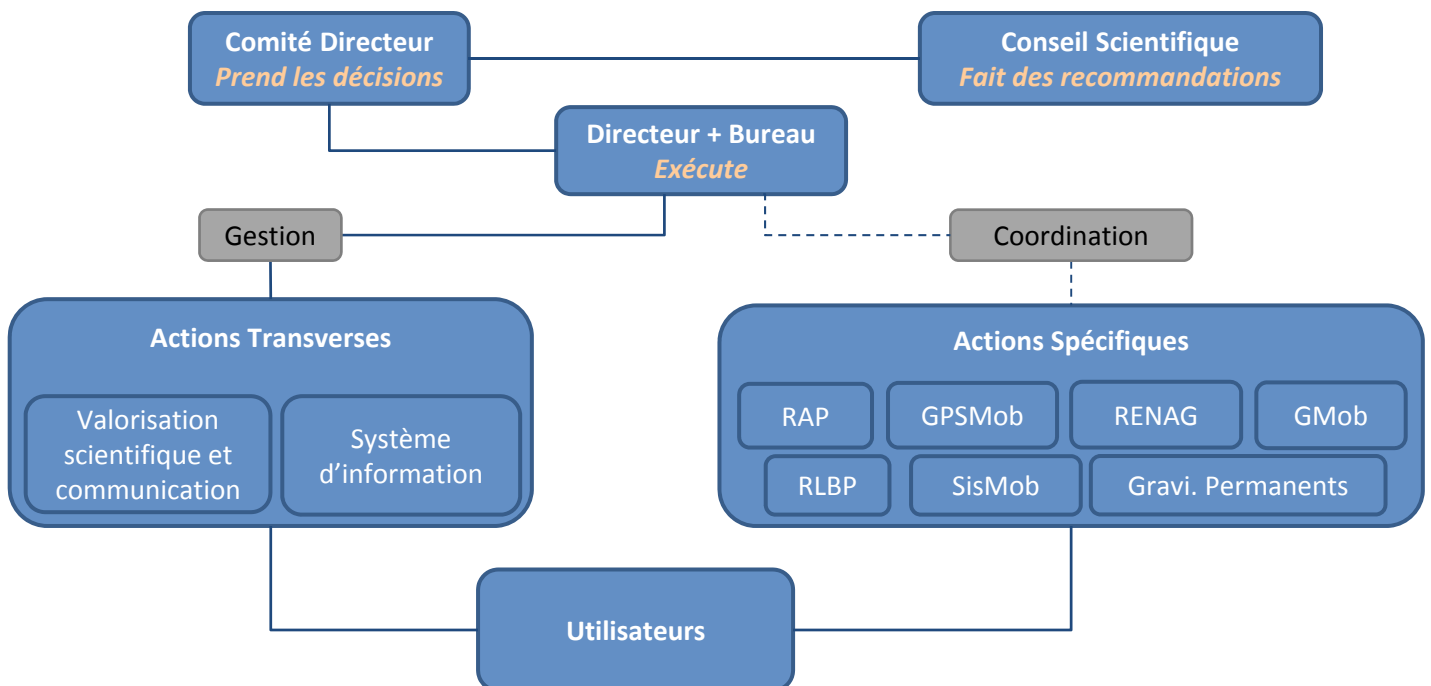 Comité Directeur
Prend les décisions
Conseil Scientifique
Fait des recommandations
Directeur + Bureau
Exécute
Gestion
Coordination
Actions Transverses
Valorisation
scientifique et
communication
Système
d’information
Actions Spécifiques
RAP
GPSMob
RENAG
GMob
RLBP
SisMob
Gravi. Permanents
Utilisateurs